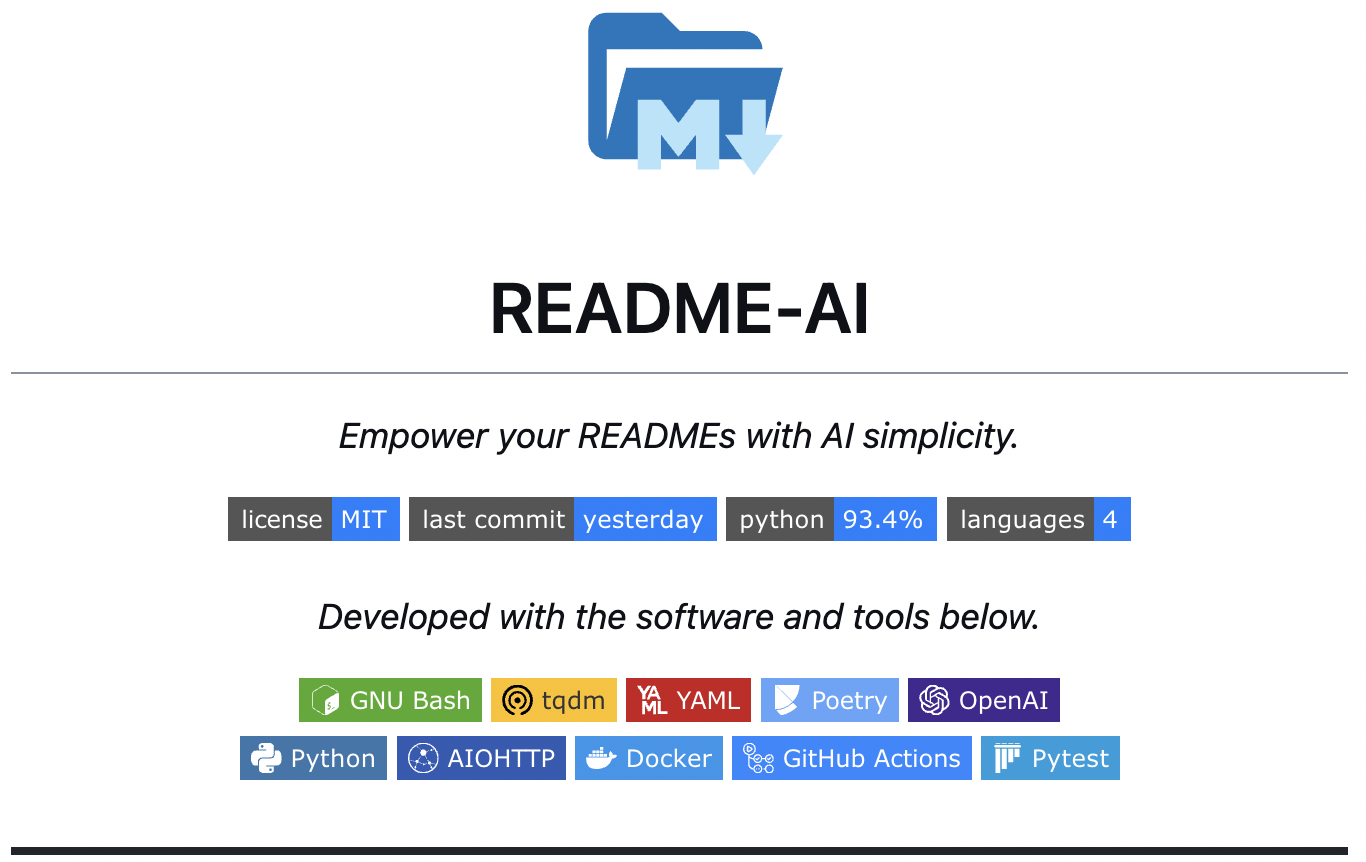 M
README-AI
Empower your READMEs with AI simplicity.
license MIT last commit yesterday python 93.4% languages 4
Developed with the software and tools below.
GNU Bash tqdm YAML YAML Poetry OpenAI
Python AIOHTTP Docker GitHub Actions Pytest